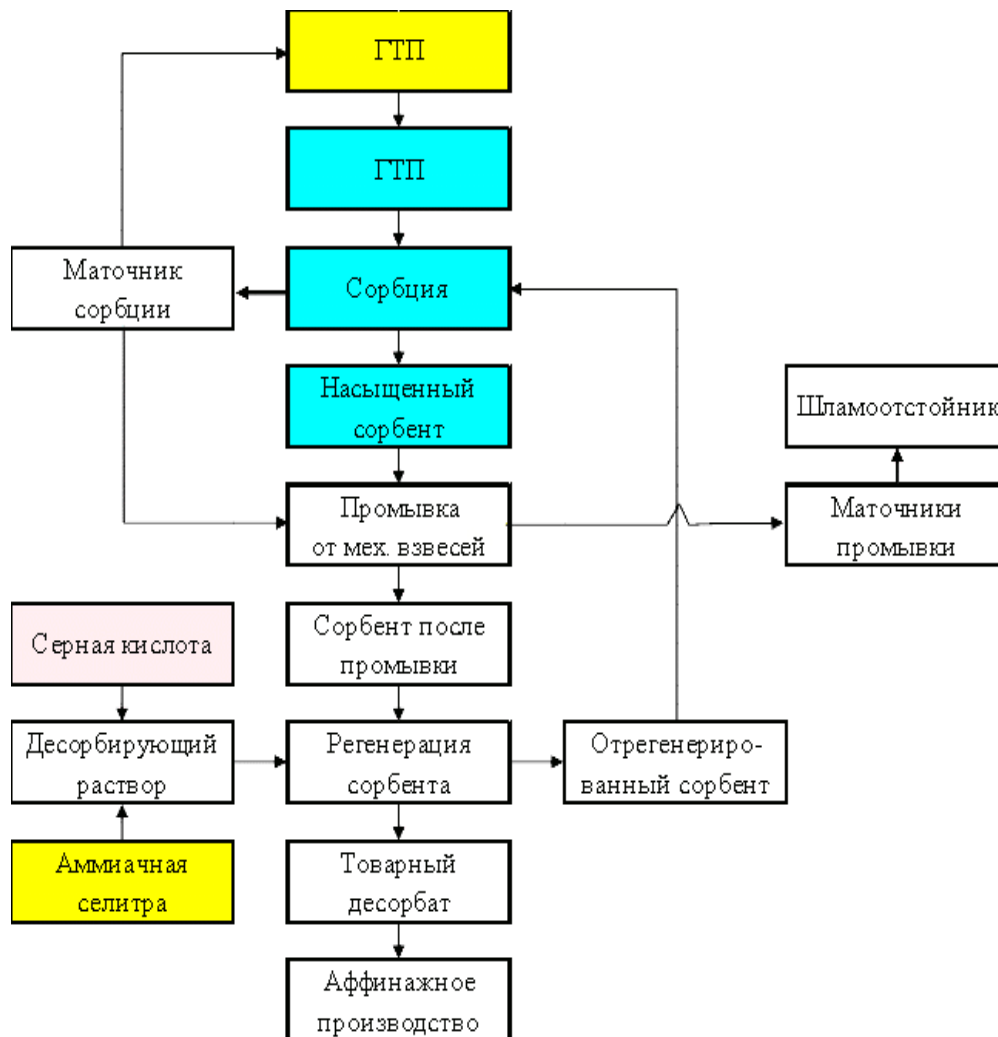 ГТП
ГТП
Маточник
сорбции
Сорбция
Насыщенный
сорбент
Шламоотстойник
Промывка
от мех. взвесей
Маточники
промывки
Серная кислота
Сорбент после
промывки
Десорбирующий
раствор
Регенерация
сорбента
Отрегенериро-
ванный сорбент
Аммиачная
селитра
Товарный
десорбат
Аффинажное
производство